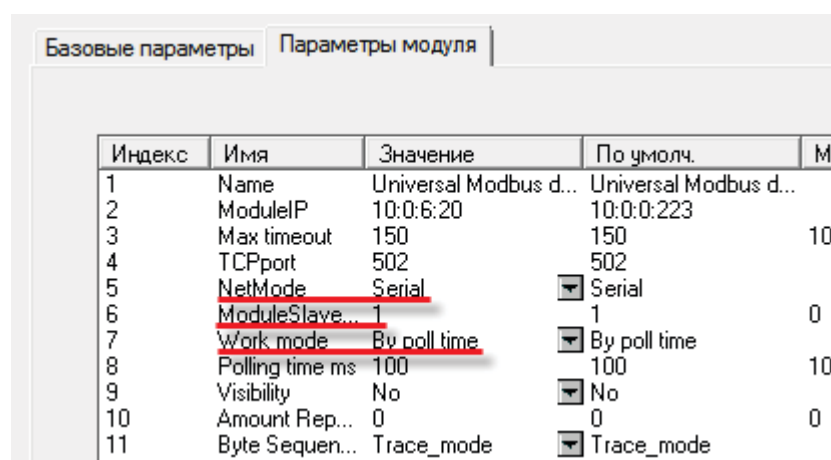 Базовые параметры Параметры модуля
Индекс Имя Значение По умолч. М
1 Name Universal Modbus d... Universal Modbus d...
2 ModuleIP 10:0:6:20 10:0:0:223
3 Max timeout 150 150 10
4 TCPport 502 502
5 NetMode Serial Serial
6 ModuleSlave... 1 1 0
7 Work mode By poll time By poll time
8 Polling time ms 100 100 10
9 Visibility No No
10 Amount Rep... 0 0 0
11 Byte Sequen... Trace_mode Trace_mode